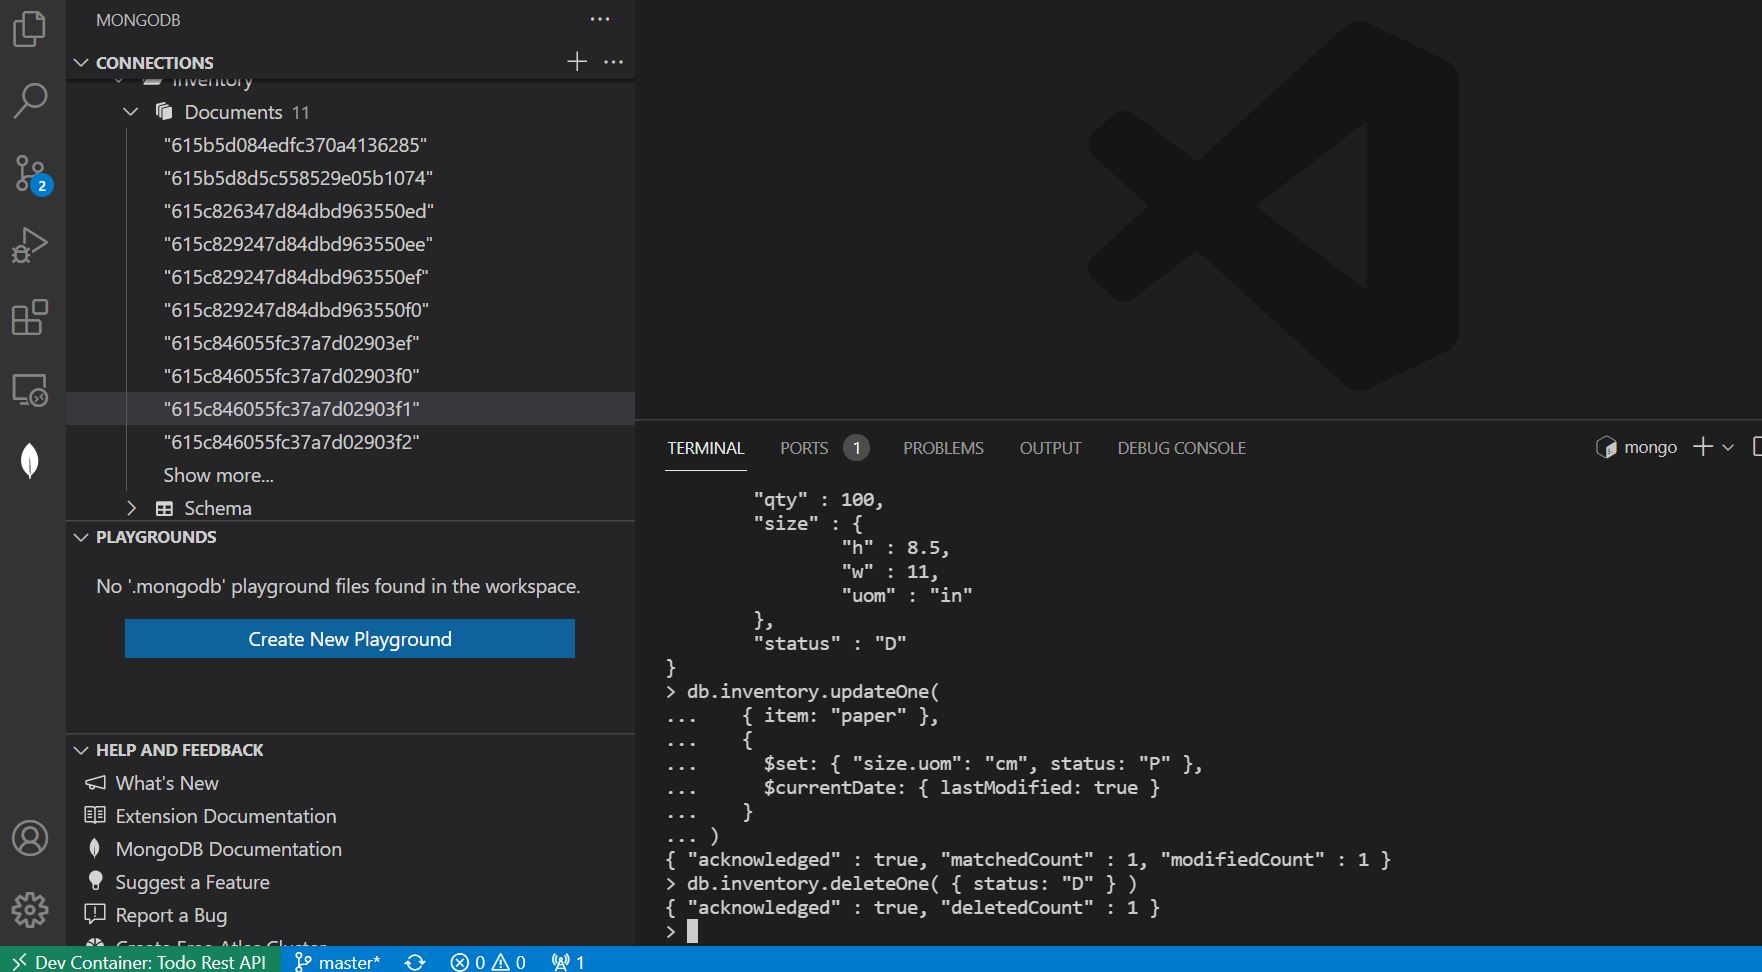 MONGODB
CONNECTIONS
inventory
Documents 11
"615b5d084edfc370a4136285"
"615b5d8d5c558529e05b1074"
"615c826347d84dbd963550ed"
"615c829247d84dbd963550ee"
"615c829247d84dbd963550ef"
"615c829247d84dbd963550f0"
"615c846055fc37a7d02903ef"
"615c846055fc37a7d02903f0"
"615c846055fc37a7d02903f1"
"615c846055fc37a7d02903f2"
Show more...
Schema
PLAYGROUNDS
No '.mongodb' playground files found in the workspace.
Create New Playground
HELP AND FEEDBACK
What's New
Extension Documentation
MongoDB Documentation
Suggest a Feature
Report a Bug
Create Free Atlas Cluster
2
TERMINAL PORTS 1 PROBLEMS OUTPUT DEBUG CONSOLE mongo
"qty" : 100,
"size" : {
"h" : 8.5,
"w" : 11,
"uom" : "in"
},
"status" : "D"
}
> db.inventory.updateOne(
... { item: "paper" },
... {
... $set: { "size.uom": "cm", status: "P" },
... $currentDate: { lastModified: true }
... }
... )
{ "acknowledged" : true, "matchedCount" : 1, "modifiedCount" : 1 }
> db.inventory.deleteOne( { status: "D" } )
{ "acknowledged" : true, "deletedCount" : 1 }
>
Dev Container: Todo Rest API master* 0 0 1